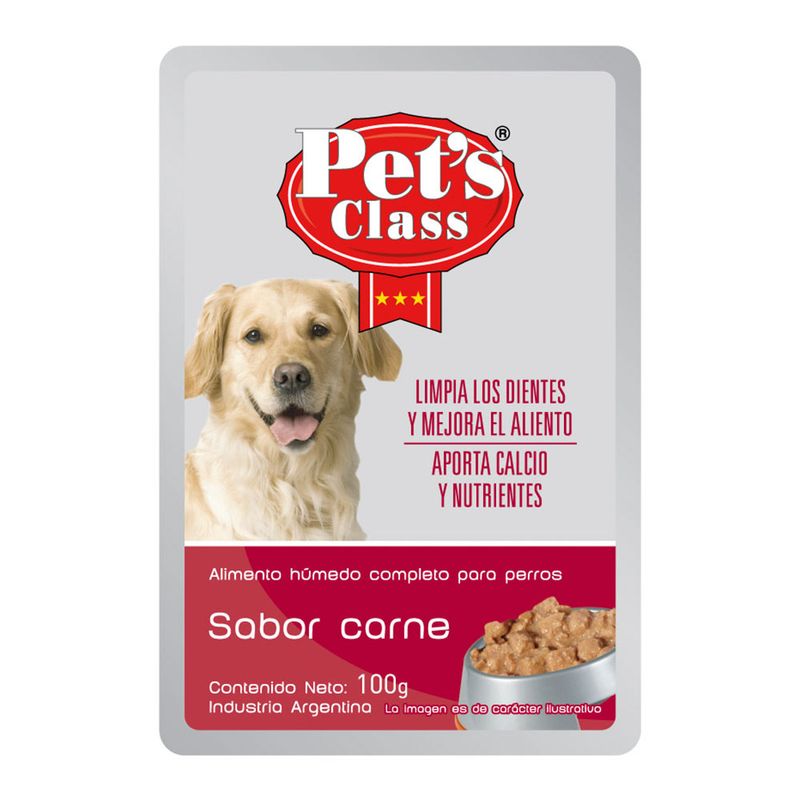 Pet's ®
Class
LIMPIA LOS DIENTES
Y MEJORA EL ALIENTO
APORTA CALCIO
Y NUTRIENTES
Alimento húmedo completo para perros
Sabor carne
Contenido Neto: 100g
Industria Argentina La imagen es de carácter ilustrativo